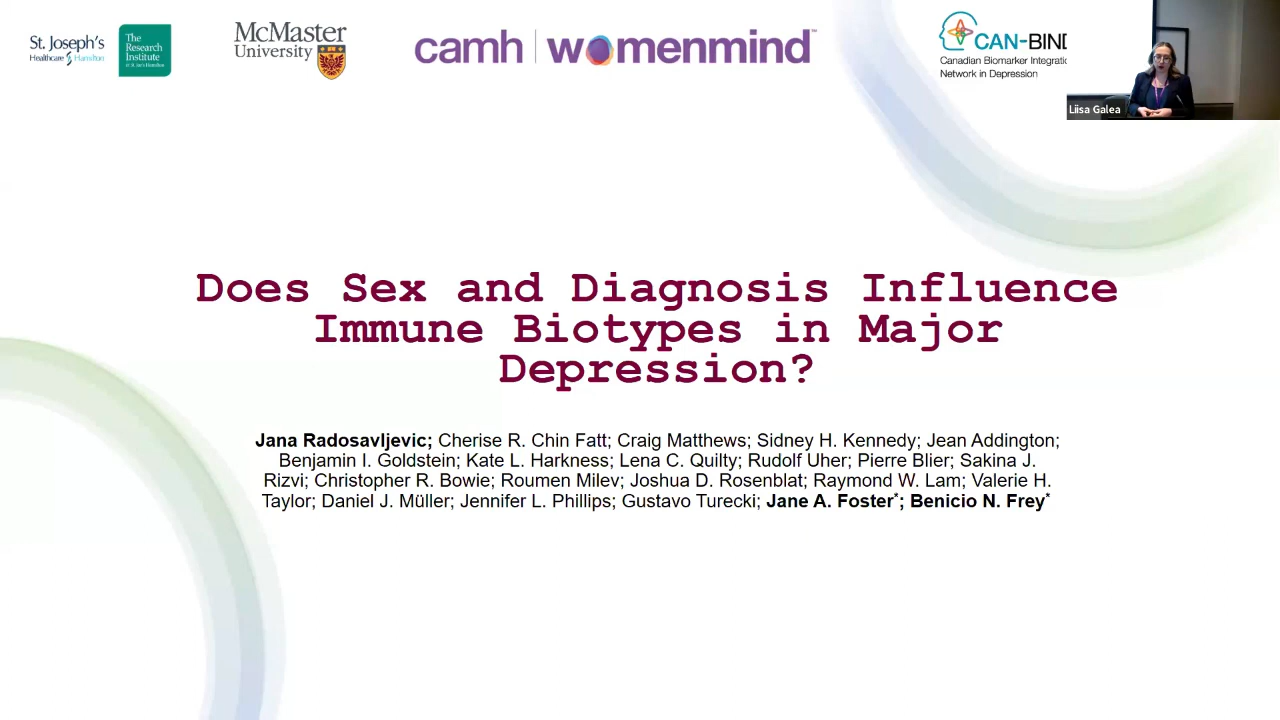 St. Joseph's
Healthcare Hamilton
The
Research
Institute
McMaster
University
camh | womenmind™
CAN-BIND
Canadian Biomarker Integratio
Network in Depression
Liisa Galea
Does Sex and Diagnosis Influence
Immune Biotypes in Major
Depression?
Jana Radosavljevic; Cherise R. Chin Fatt; Craig Matthews; Sidney H. Kennedy; Jean Addington;
Benjamin I. Goldstein; Kate L. Harkness; Lena C. Quilty; Rudolf Uher; Pierre Blier; Sakina J.
Rizvi; Christopher R. Bowie; Roumen Milev; Joshua D. Rosenblat; Raymond W. Lam; Valerie H.
Taylor; Daniel J. Müller; Jennifer L. Phillips; Gustavo Turecki; Jane A. Foster*; Benicio N. Frey*